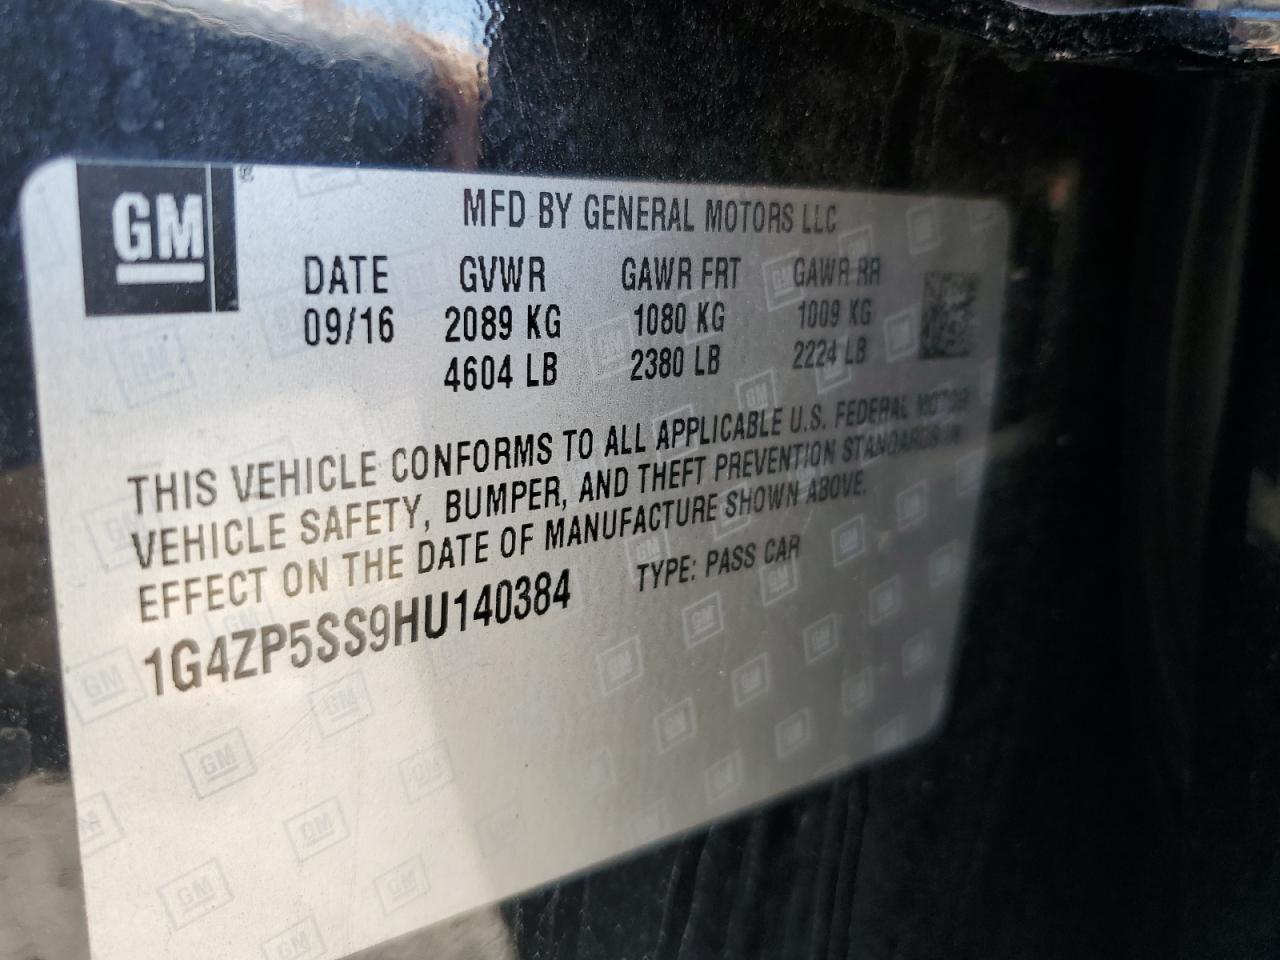 GM
MFD BY GENERAL MOTORS LLC
DATE GVWR GAWR FRT GAWR RR
09/16 2089 KG 1080 KG 1009 KG
4604 LB 2380 LB 2224 LB
THIS VEHICLE CONFORMS TO ALL APPLICABLE U.S. FEDERAL MOTOR
VEHICLE SAFETY, BUMPER, AND THEFT PREVENTION STANDARDS IN
EFFECT ON THE DATE OF MANUFACTURE SHOWN ABOVE.
1G4ZP5SS9HU140384 TYPE: PASS CAR